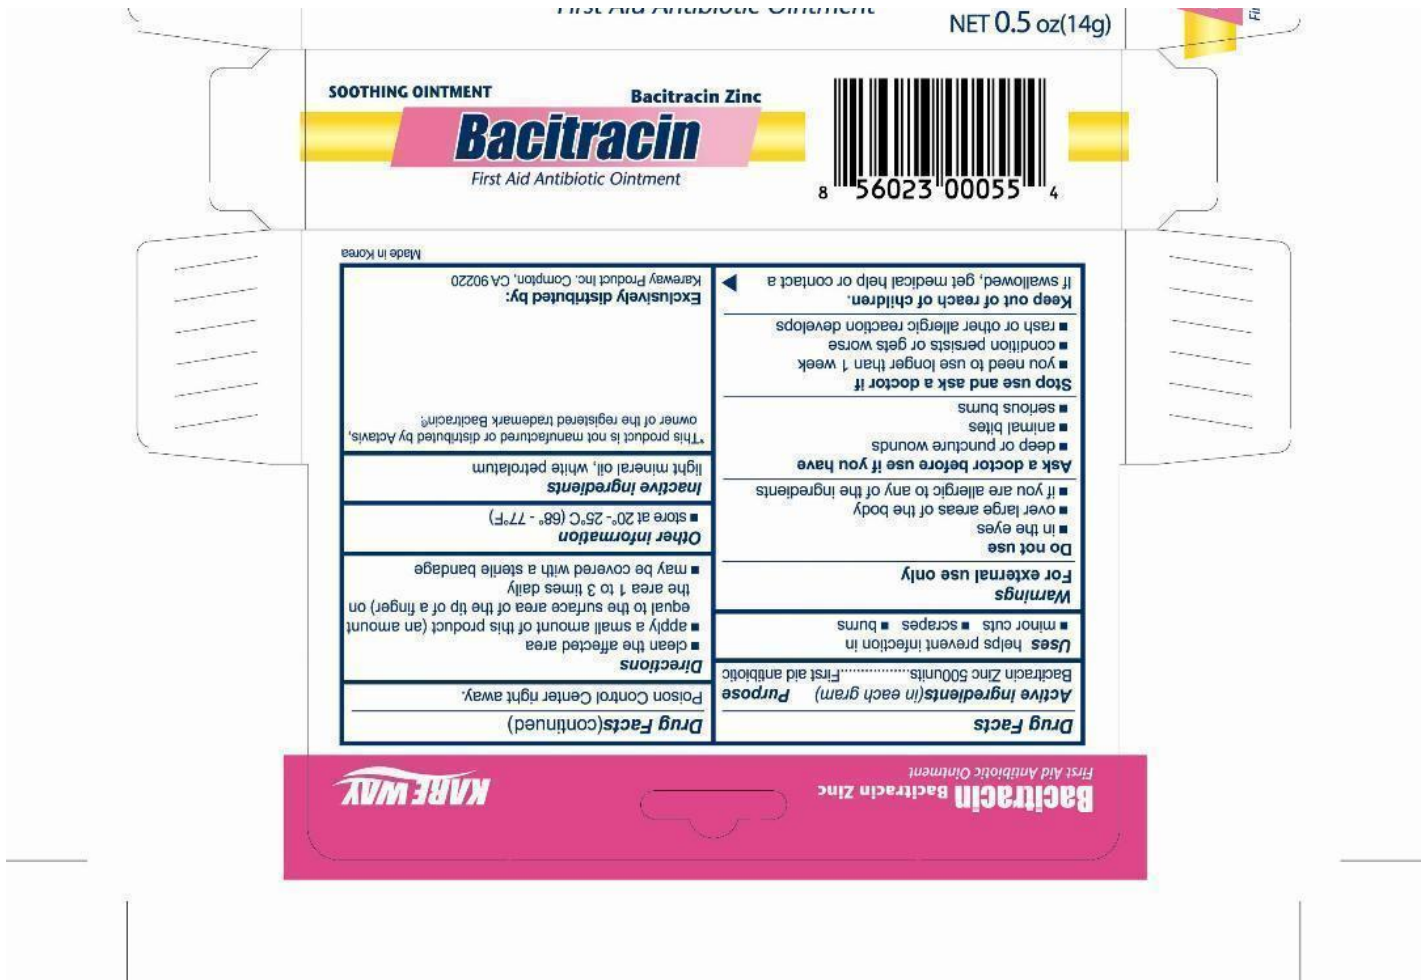 First Aid Antibiotic Ointment
NET 0.5 oz(14g)
SOOTHING OINTMENT
Bacitracin Zinc
Bacitracin
First Aid Antibiotic Ointment
8 56023 00055 4
Bacitracin Bacitracin Zinc
First Aid Antibiotic Ointment
KAREWAY
Drug Facts
Active ingredients(in each gram) Purpose
Bacitracin Zinc 500units................First aid antibiotic
Uses helps prevent infection in
■ minor cuts ■ scrapes ■ burns
Warnings
For external use only
Do not use
■ in the eyes
■ over large areas of the body
■ if you are allergic to any of the ingredients
Ask a doctor before use if you have
■ deep or puncture wounds
■ animal bites
■ serious burns
Stop use and ask a doctor if
■ you need to use longer than 1 week
■ condition persists or gets worse
■ rash or other allergic reaction develops
Keep out of reach of children.
If swallowed, get medical help or contact a
Drug Facts(continued)
Poison Control Center right away.
Directions
■ clean the affected area
■ apply a small amount of this product (an amount
equal to the surface area of the tip of a finger) on
the area 1 to 3 times daily
■ may be covered with a sterile bandage
Other information
■ store at 20°- 25°C (68° - 77°F)
Inactive ingredients
light mineral oil, white petrolatum
*This product is not manufactured or distributed by Actavis,
owner of the registered trademark Bacitracin®.
Exclusively distributed by:
Kareway Product Inc. Compton, CA 90220
Made in Korea